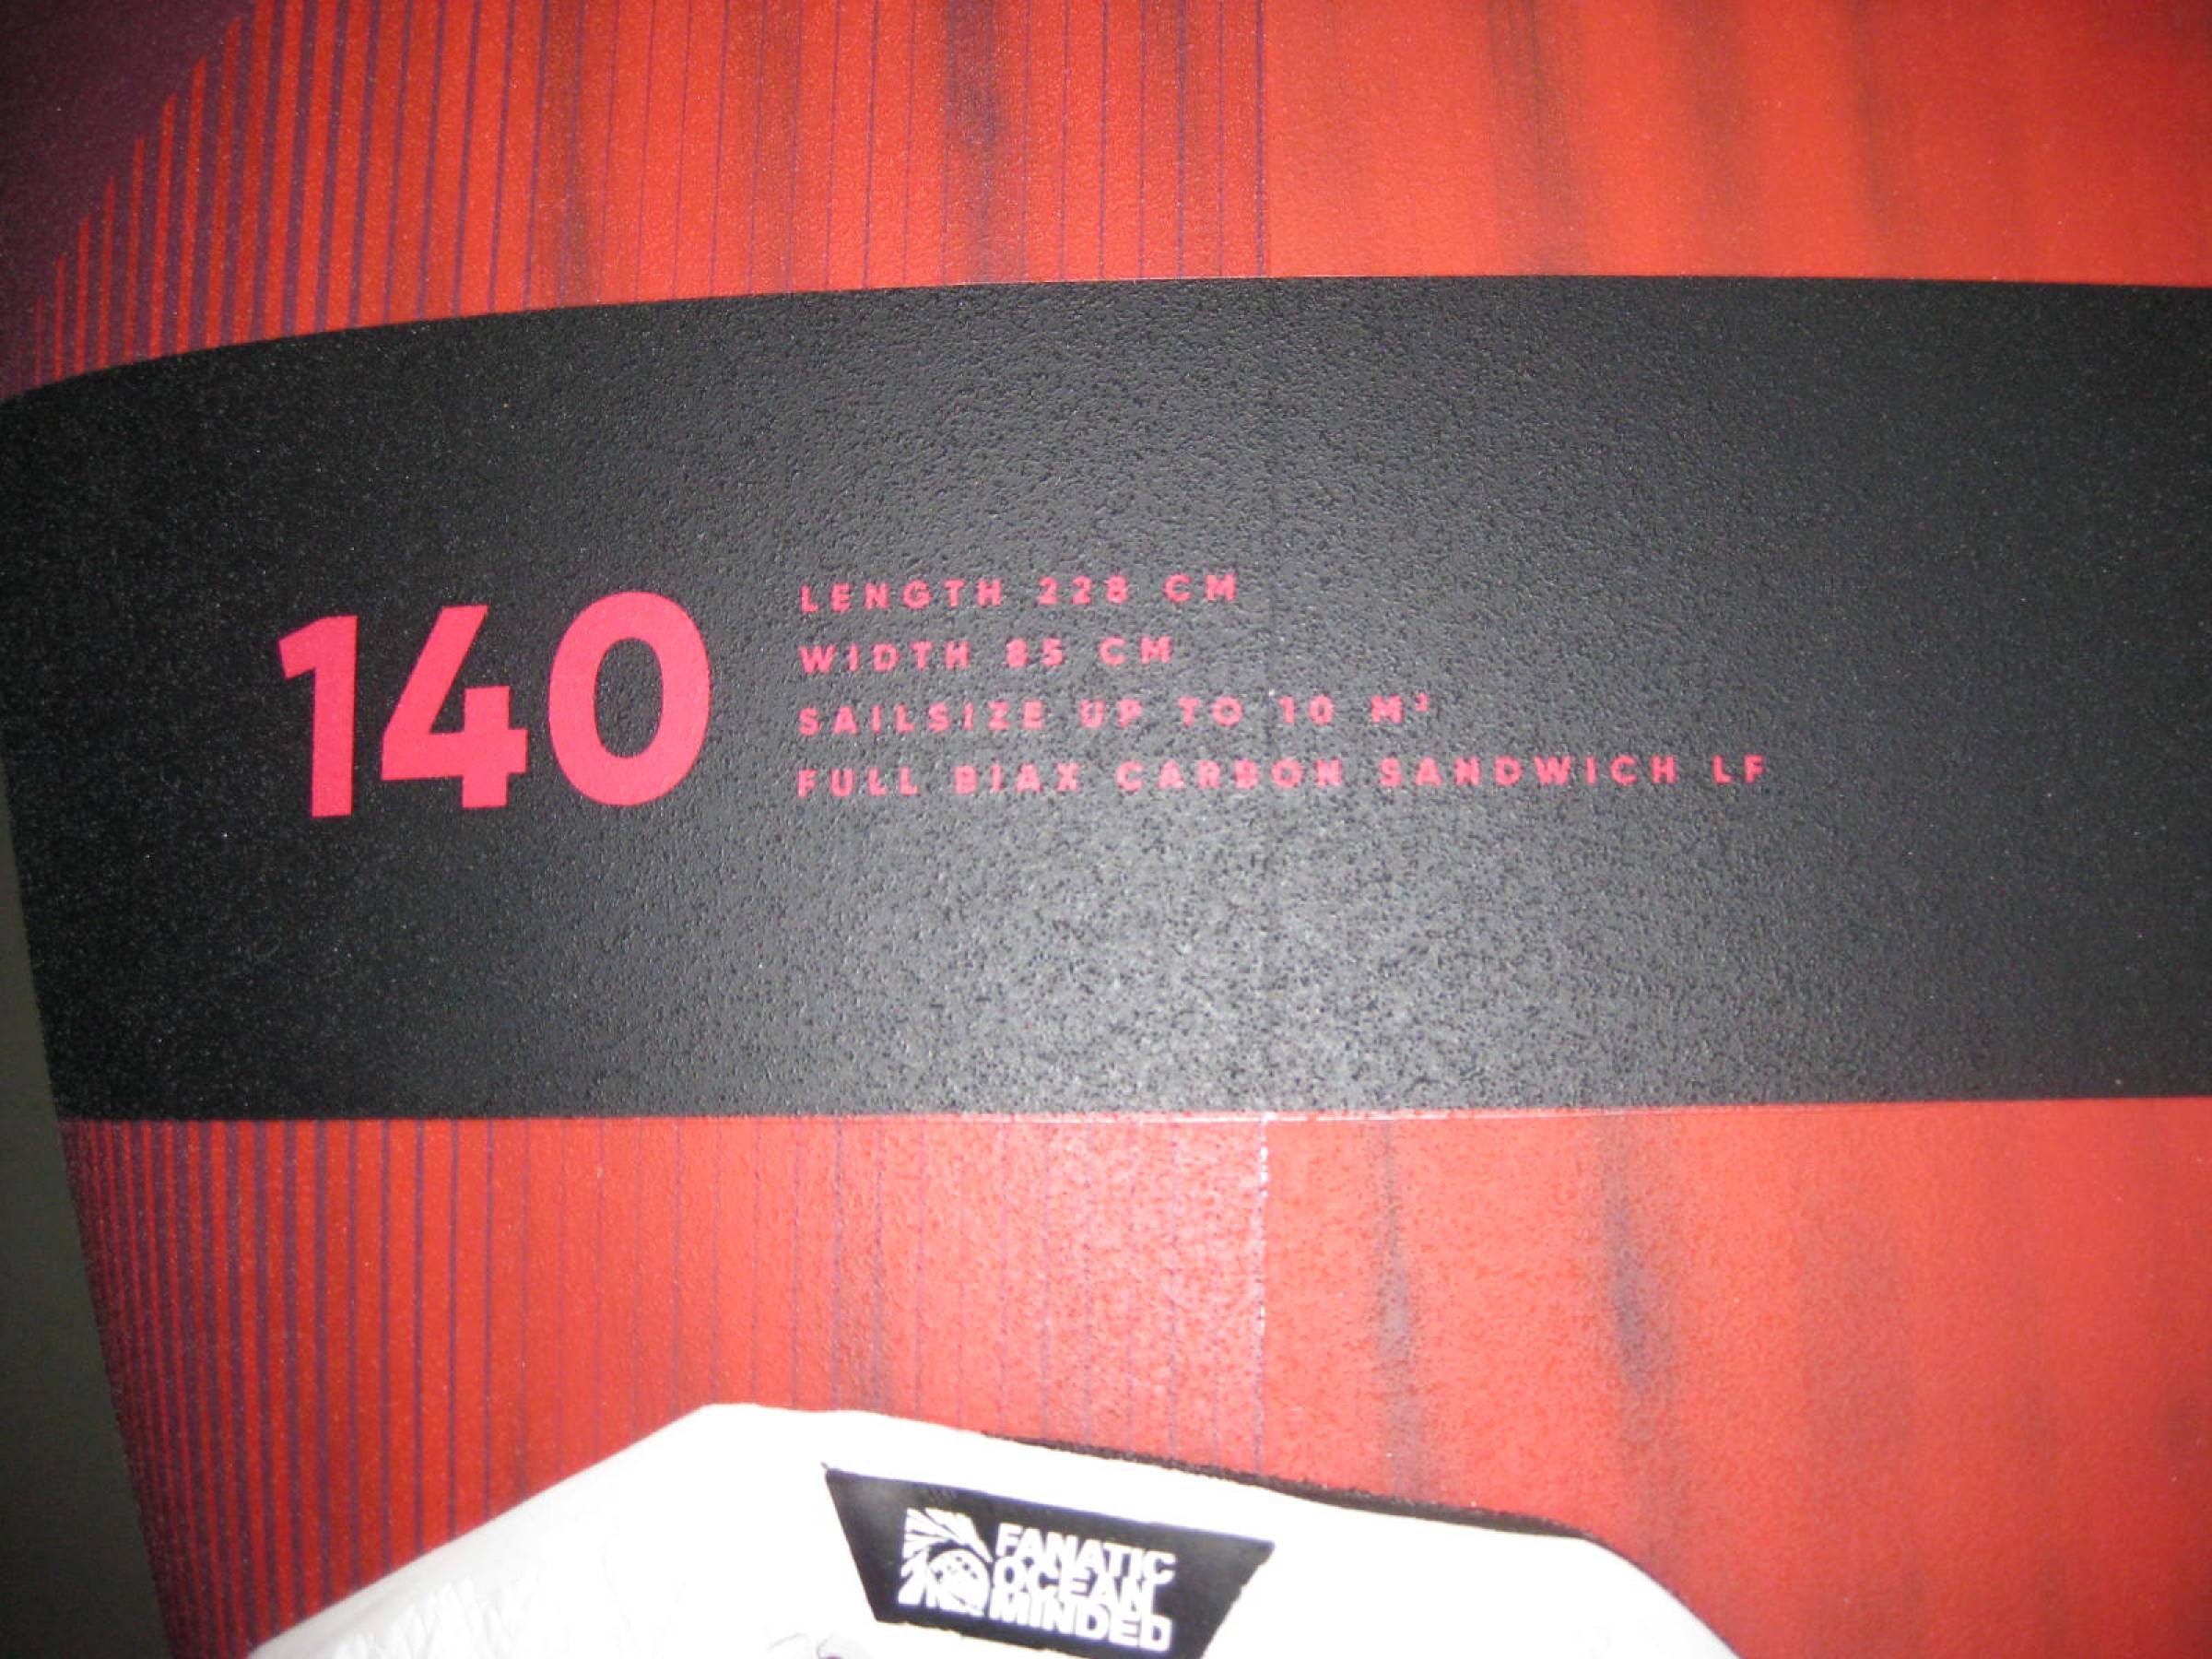 140
LENGTH 228 CM
WIDTH 85 CM
SAILSIZE UP TO 10 M²
FULL BIAX CARBON SANDWICH LF
FANATIC
OCEAN
MINDED